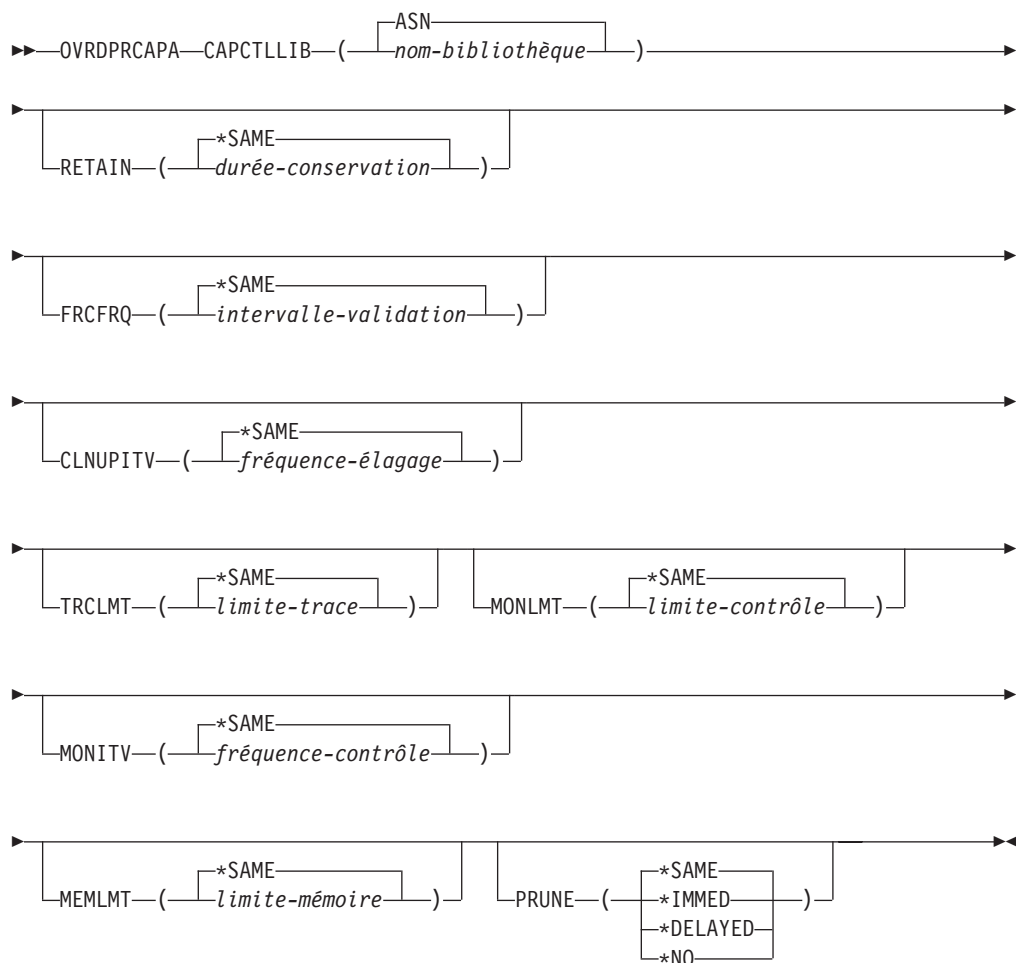 ASN
OVRDPRCAPA CAPCTLLIB ( nom-bibliothèque )
*SAME
RETAIN ( durée-conservation )
*SAME
FRCFRQ ( intervalle-validation )
*SAME
CLNUPITV ( fréquence-élagage )
*SAME *SAME
TRCLMT ( limite-trace ) MONLMT ( limite-contrôle )
*SAME
MONITV ( fréquence-contrôle )
*SAME *SAME
MEMLMT ( limite-mémoire ) PRUNE ( *IMMED )
*DELAYED
*NO